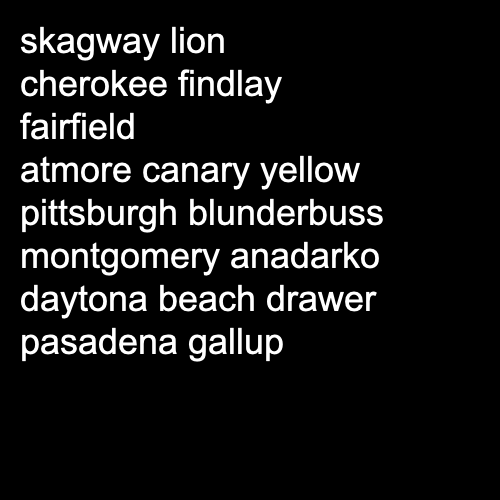 skagway lion
cherokee findlay
fairfield
atmore canary yellow
pittsburgh blunderbuss
montgomery anadarko
daytona beach drawer
pasadena gallup